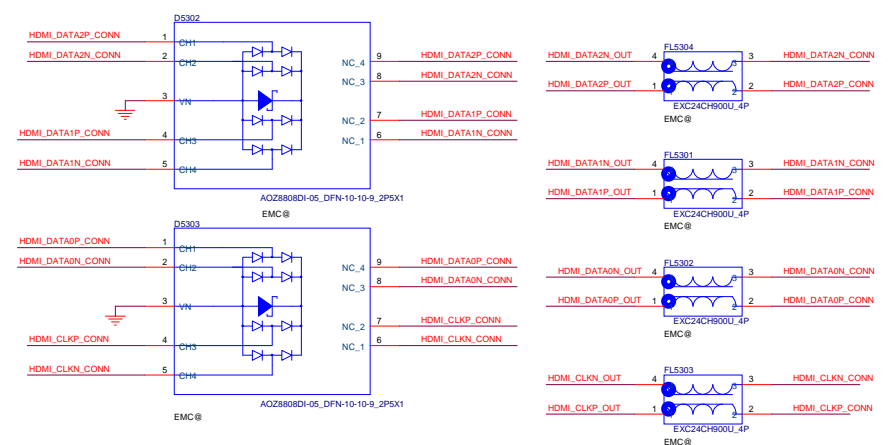 D5302
HDMI_DATA2P_CONN 1 CH1
HDMI_DATA2N_CONN 2 CH2
NC_4 9 HDMI_DATA2P_CONN
NC_3 8 HDMI_DATA2N_CONN
3 VN
NC_2 7 HDMI_DATA1P_CONN
HDMI_DATA1P_CONN 4 CH3
NC_1 6 HDMI_DATA1N_CONN
HDMI_DATA1N_CONN 5 CH4
AOZ8808DI-05_DFN-10-10-9_2P5X1
EMC@
D5303
HDMI_DATA0P_CONN 1 CH1
HDMI_DATA0N_CONN 2 CH2
NC_4 9 HDMI_DATA0P_CONN
NC_3 8 HDMI_DATA0N_CONN
3 VN
NC_2 7 HDMI_CLKP_CONN
HDMI_CLKP_CONN 4 CH3
NC_1 6 HDMI_CLKN_CONN
HDMI_CLKN_CONN 5 CH4
AOZ8808DI-05_DFN-10-10-9_2P5X1
EMC@
FL5304
HDMI_DATA2N_OUT 4 3 3 HDMI_DATA2N_CONN
HDMI_DATA2P_OUT 1 2 2 HDMI_DATA2P_CONN
EXC24CH900U_4P
EMC@
FL5301
HDMI_DATA1N_OUT 4 3 3 HDMI_DATA1N_CONN
HDMI_DATA1P_OUT 1 2 2 HDMI_DATA1P_CONN
EXC24CH900U_4P
EMC@
FL5302
HDMI_DATA0N_OUT 4 3 3 HDMI_DATA0N_CONN
HDMI_DATA0P_OUT 1 2 2 HDMI_DATA0P_CONN
EXC24CH900U_4P
EMC@
FL5303
HDMI_CLKN_OUT 4 3 3 HDMI_CLKN_CONN
HDMI_CLKP_OUT 1 2 2 HDMI_CLKP_CONN
EXC24CH900U_4P
EMC@